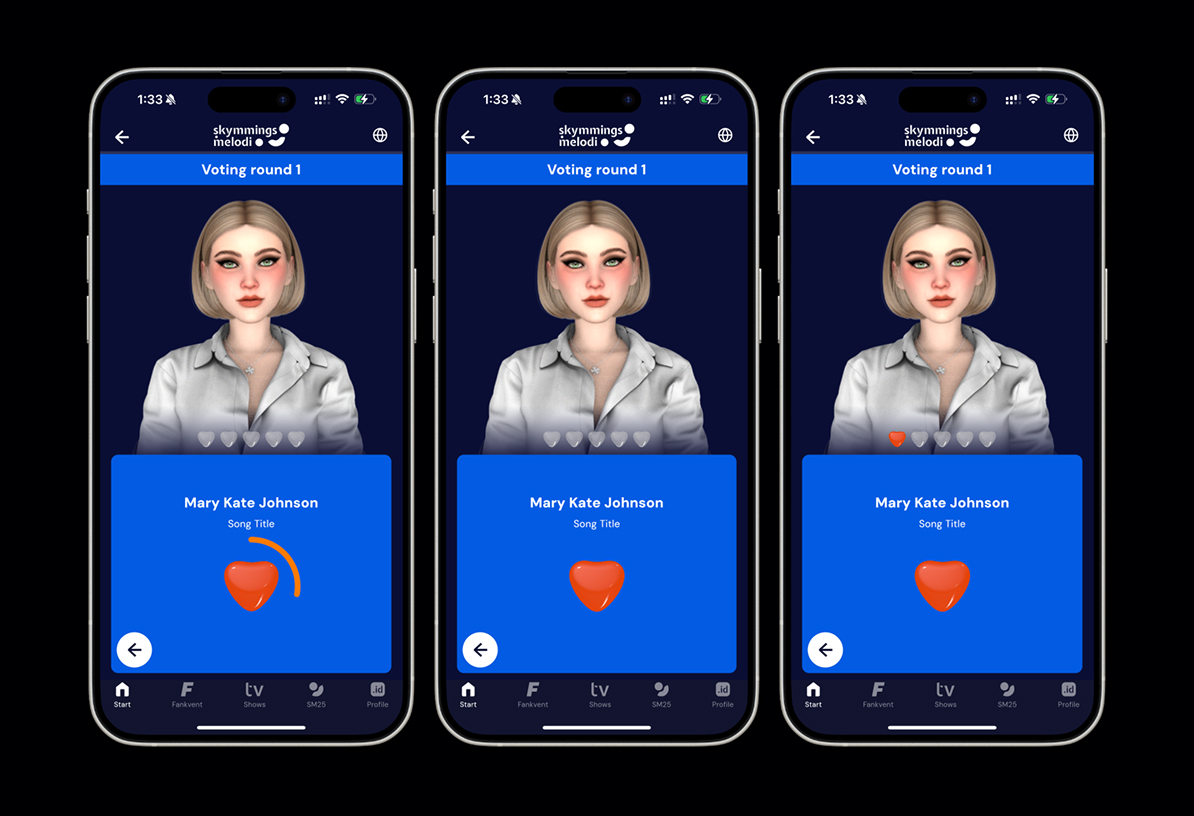 1:33
skymmings
melodi
Voting round 1
Mary Kate Johnson
Song Title
Start
F
Fankvent
tv
Shows
SM25
.id
Profile
1:33
skymmings
melodi
Voting round 1
Mary Kate Johnson
Song Title
Start
F
Fankvent
tv
Shows
SM25
.id
Profile
1:33
skymmings
melodi
Voting round 1
Mary Kate Johnson
Song Title
Start
F
Fankvent
tv
Shows
SM25
.id
Profile